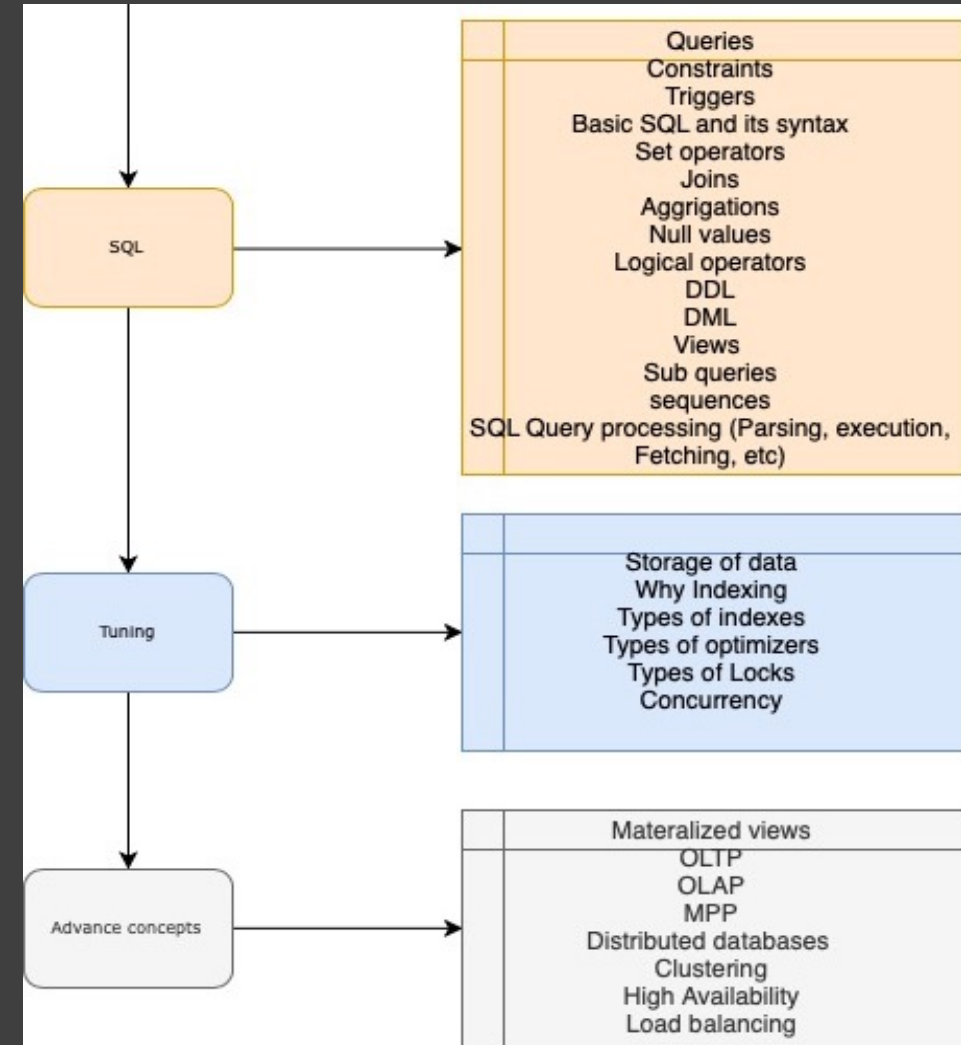 SQL
Queries
Constraints
Triggers
Basic SQL and its syntax
Set operators
Joins
Aggrigations
Null values
Logical operators
DDL
DML
Views
Sub queries
sequences
SQL Query processing (Parsing, execution,
Fetching, etc)
Tuning
Storage of data
Why Indexing
Types of indexes
Types of optimizers
Types of Locks
Concurrency
Advance concepts
Materalized views
OLTP
OLAP
MPP
Distributed databases
Clustering
High Availability
Load balancing